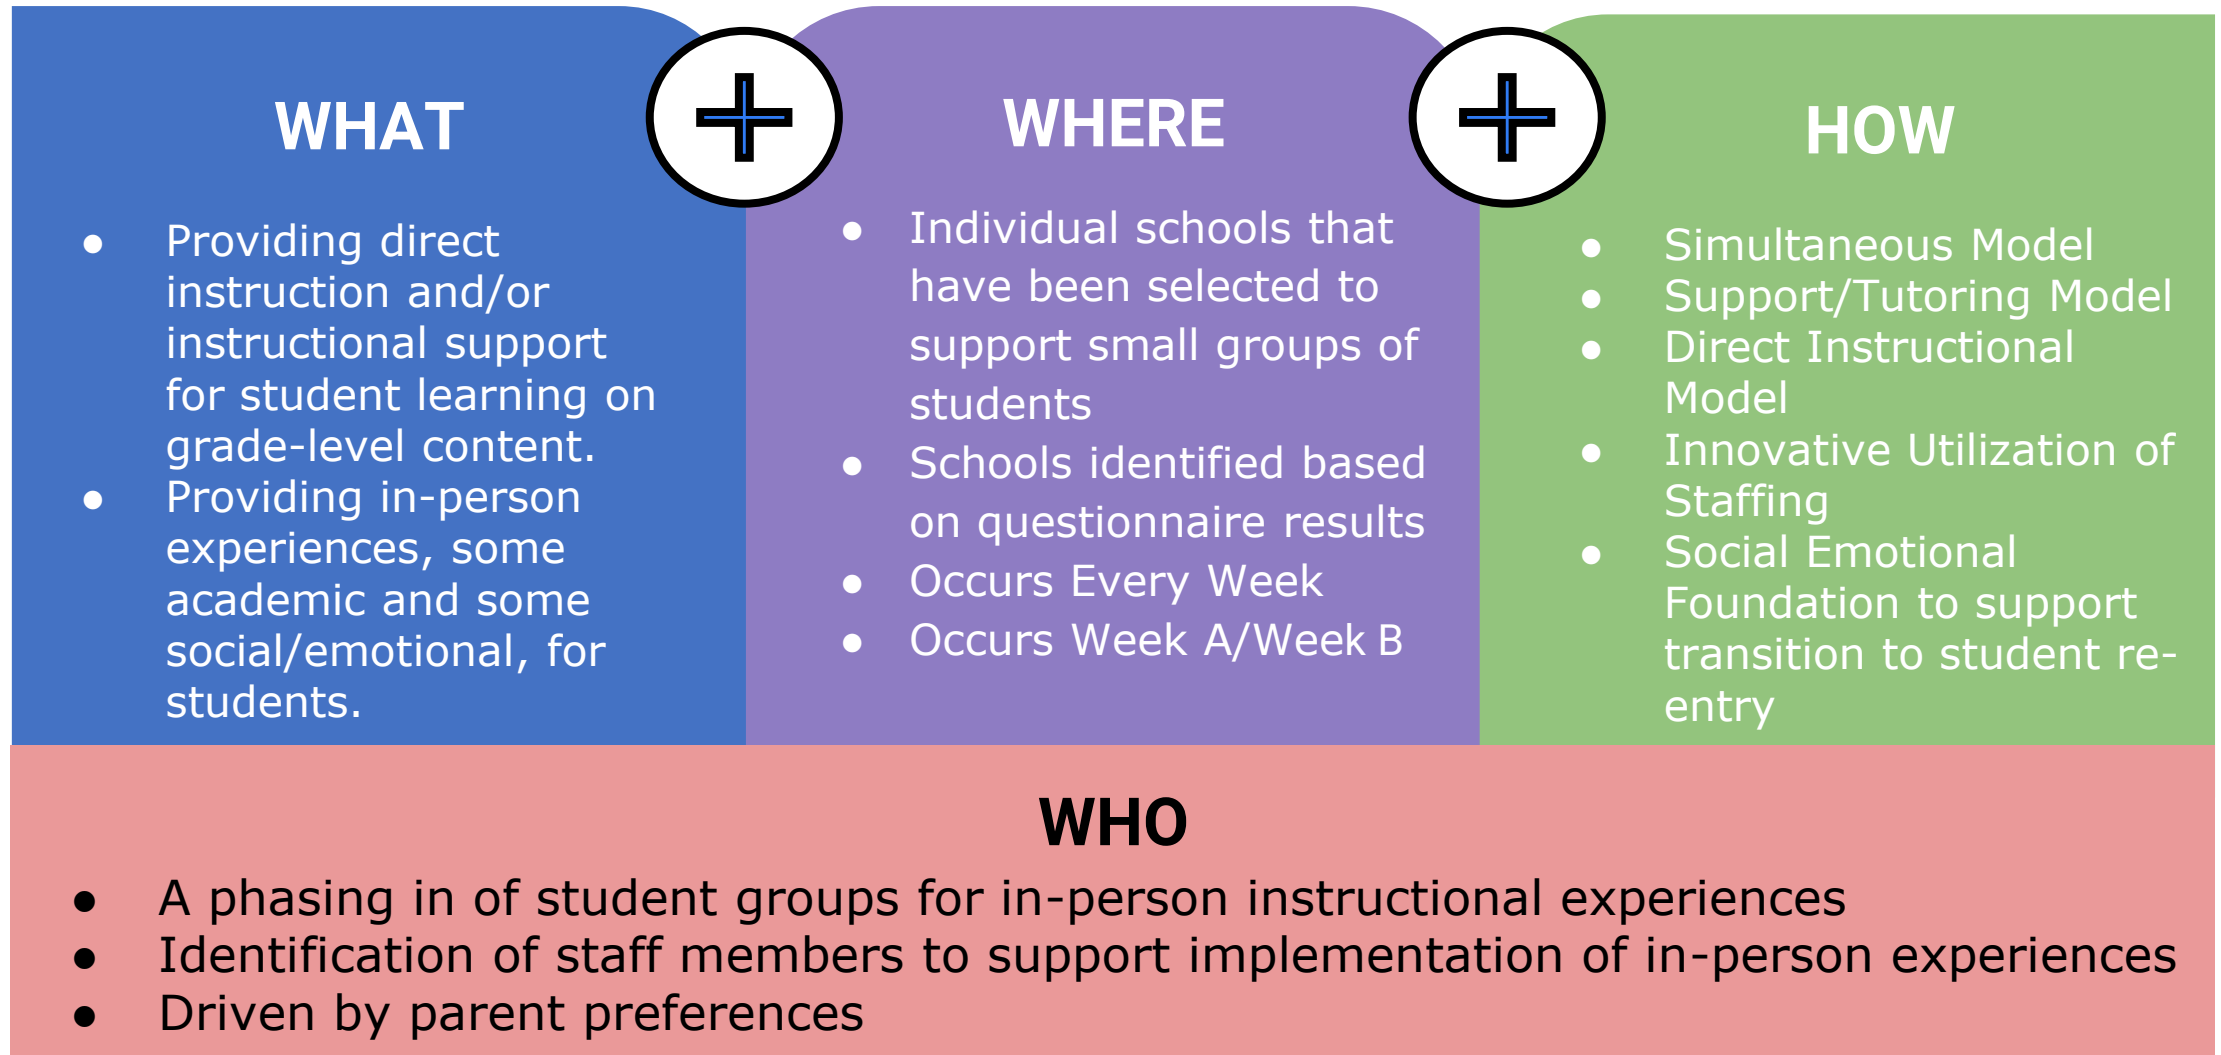 WHAT
● Providing direct
instruction and/or
instructional support
for student learning on
grade-level content.
● Providing in-person
experiences, some
academic and some
social/emotional, for
students.
WHERE
● Individual schools that
have been selected to
support small groups of
students
● Schools identified based
on questionnaire results
● Occurs Every Week
● Occurs Week A/Week B
HOW
● Simultaneous Model
● Support/Tutoring Model
● Direct Instructional
Model
● Innovative Utilization of
Staffing
● Social Emotional
Foundation to support
transition to student re-
entry
WHO
● A phasing in of student groups for in-person instructional experiences
● Identification of staff members to support implementation of in-person experiences
● Driven by parent preferences